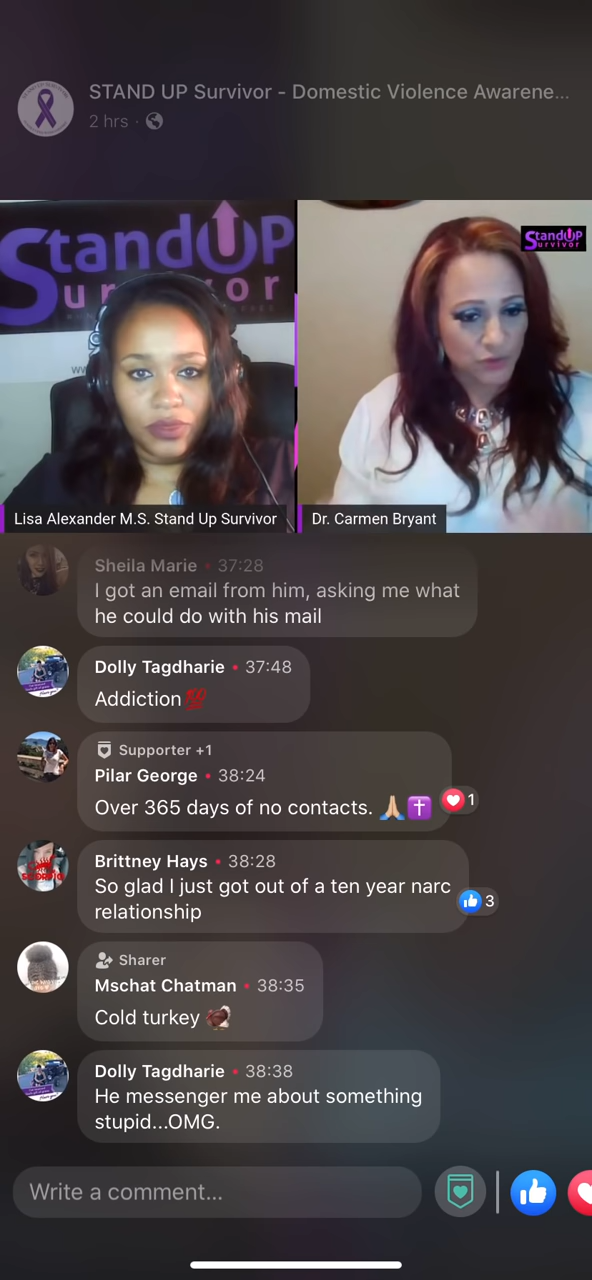 STAND UP Survivor - Domestic Violence Awarene...
2 hrs
StandUP
Survivor
StandUP
Survivor
Lisa Alexander M.S. Stand Up Survivor
Dr. Carmen Bryant
Sheila Marie • 37:28
I got an email from him, asking me what
he could do with his mail
Dolly Tagdharie • 37:48
Addiction💯
Supporter +1
Pilar George • 38:24
Over 365 days of no contacts. 🙏🏼✝️
1
Brittney Hays • 38:28
So glad I just got out of a ten year narc
relationship
3
Sharer
Mschat Chatman • 38:35
Cold turkey 🦃
Dolly Tagdharie • 38:38
He messenger me about something
stupid...OMG.
Write a comment...